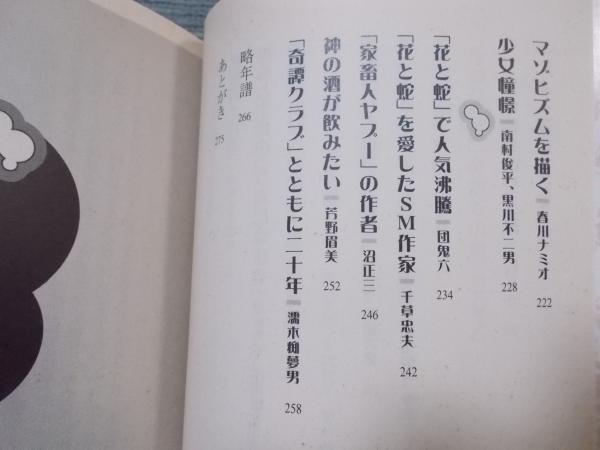 マゾヒズムを描く 春川ナミオ 222
少女憧憬 南村俊平、黒川不二男 228
「花と蛇」で人気沸騰 団鬼六 234
「花と蛇」を愛したSM作家 千草忠夫 242
「家畜人ヤプー」の作者 沼正三 246
神の酒が飲みたい 芳野眉美 252
「奇譚クラブ」とともに二十年 濡木痴夢男 258
略年譜 266
あとがき 275